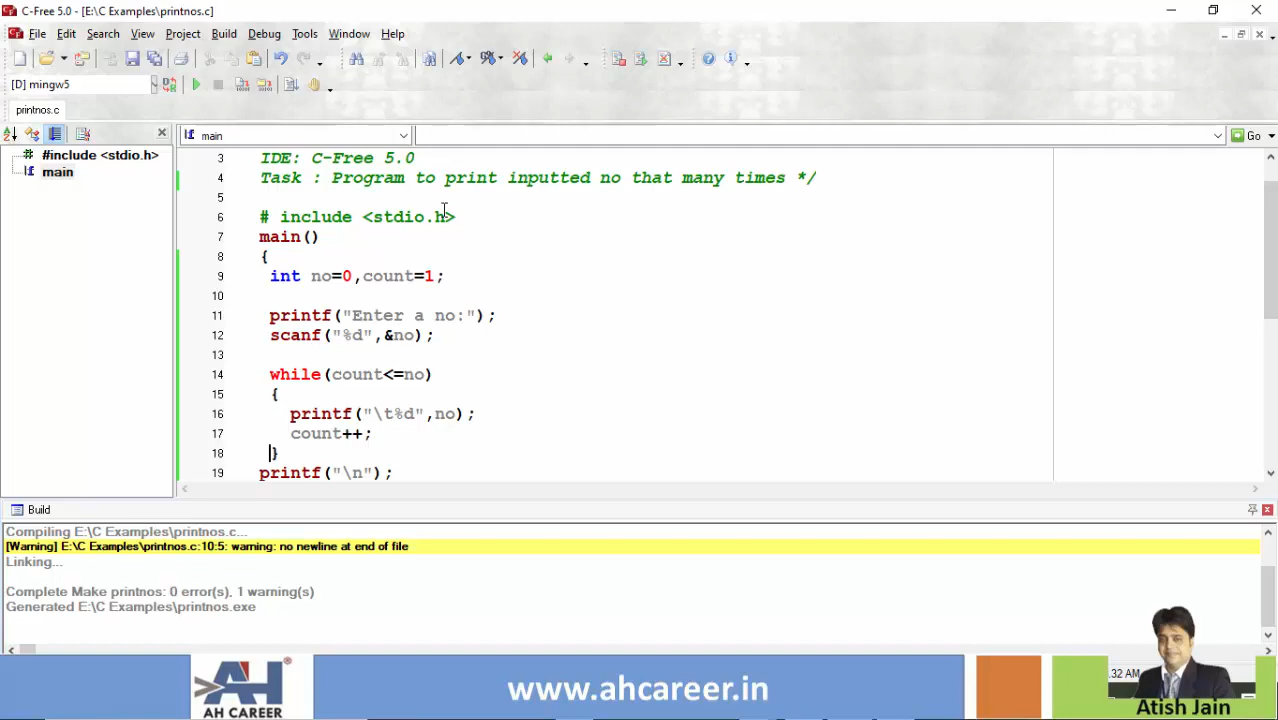 C-Free 5.0 - [E:\C Examples\printnos.c]
File Edit Search View Project Build Debug Tools Window Help
[D] mingw5
printnos.c
main
Go
#include <stdio.h>
main
3 IDE: C-Free 5.0
4 Task : Program to print inputted no that many times */
5
6 # include <stdio.h>
7 main()
8 {
9 int no=0,count=1;
10
11 printf("Enter a no:");
12 scanf("%d",&no);
13
14 while(count<=no)
15 {
16 printf("\t%d",no);
17 count++;
18 }
19 printf("\n");
Build
Compiling E:\C Examples\printnos.c...
[Warning] E:\C Examples\printnos.c:10:5: warning: no newline at end of file
Linking...
Complete Make printnos: 0 error(s), 1 warning(s)
Generated E:\C Examples\printnos.exe
AH
AH CAREER
www.ahcareer.in
Atish Jain